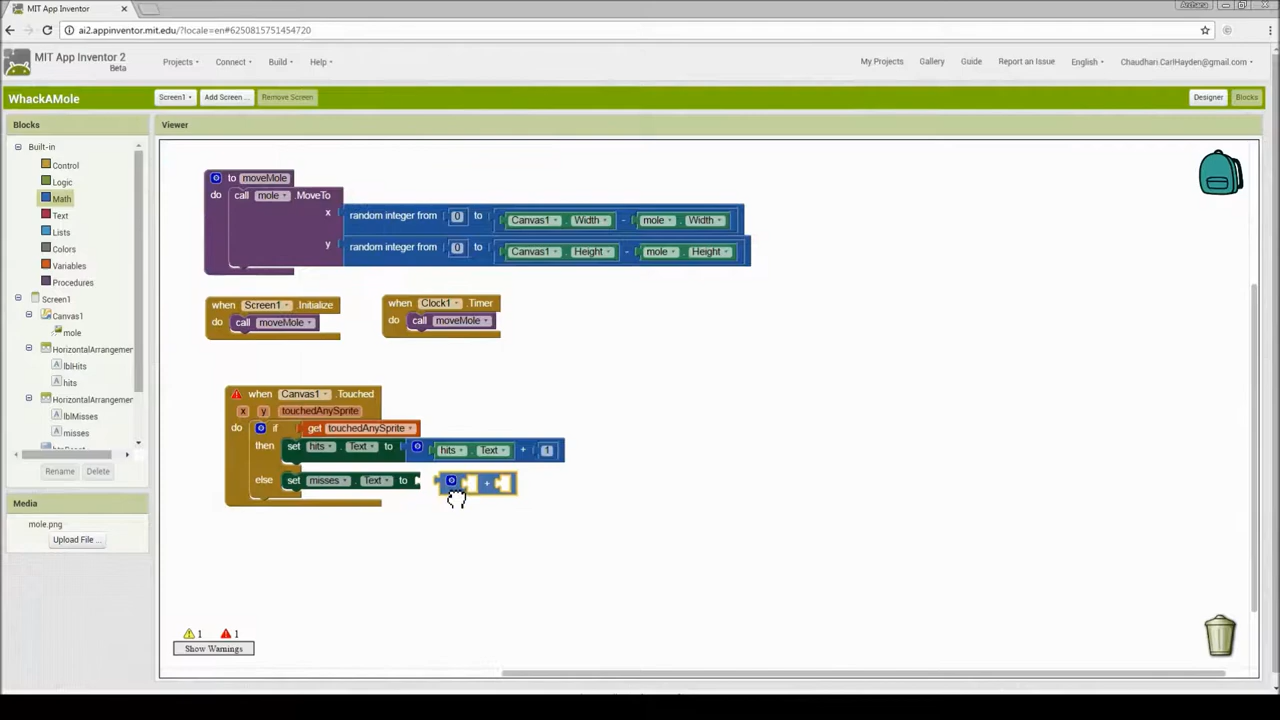 MIT App Inventor 2
Archana
ai2.appinventor.mit.edu/?locale=en#6250815751454720
MIT App Inventor 2
Beta
Projects
Connect
Build
Help
My Projects
Gallery
Guide
Report an Issue
English
Chaudhari.CarlHayden@gmail.com
WhackAMole
Screen1
Add Screen ...
Remove Screen
Designer
Blocks
Blocks
Viewer
Built-in
Control
Logic
Math
Text
Lists
Colors
Variables
Procedures
Screen1
Canvas1
mole
HorizontalArrangeme
lblHits
hits
HorizontalArrangeme
lblMisses
misses
Rename
Delete
Media
mole.png
Upload File ...
to moveMole
do call mole . MoveTo
x random integer from 0 to Canvas1 . Width - mole . Width
y random integer from 0 to Canvas1 . Height - mole . Height
when Screen1 .Initialize
do call moveMole
when Clock1 .Timer
do call moveMole
when Canvas1 .Touched
x y touchedAnySprite
do if get touchedAnySprite
then set hits . Text to hits . Text + 1
else set misses . Text to +
1 1
Show Warnings